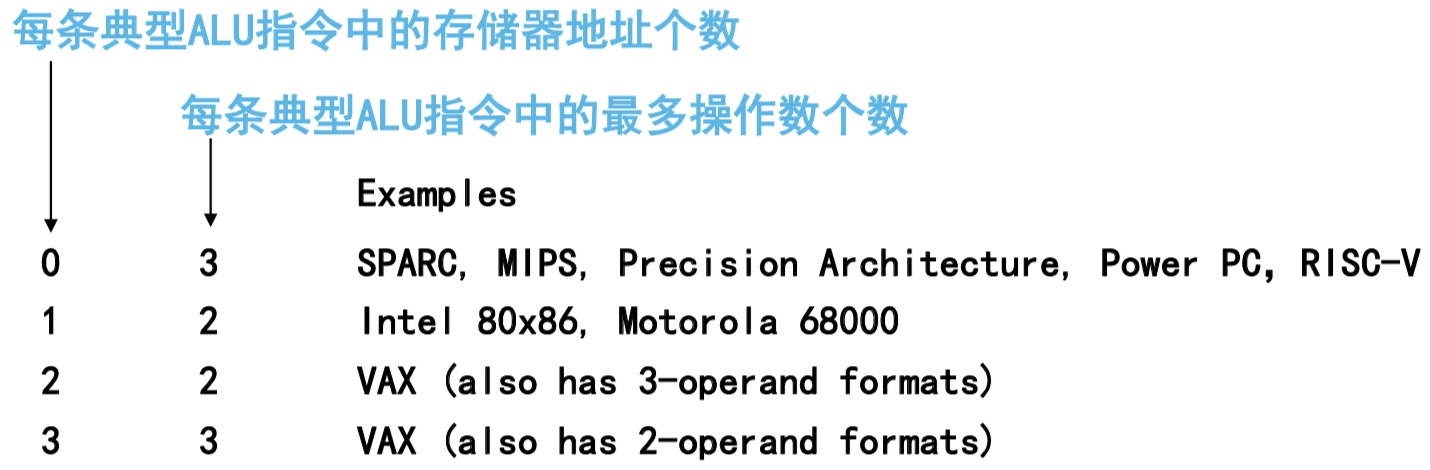 每条典型ALU指令中的存储器地址个数
每条典型ALU指令中的最多操作数个数
Examples
0 3 SPARC, MIPS, Precision Architecture, Power PC, RISC-V
1 2 Intel 80x86, Motorola 68000
2 2 VAX (also has 3-operand formats)
3 3 VAX (also has 2-operand formats)